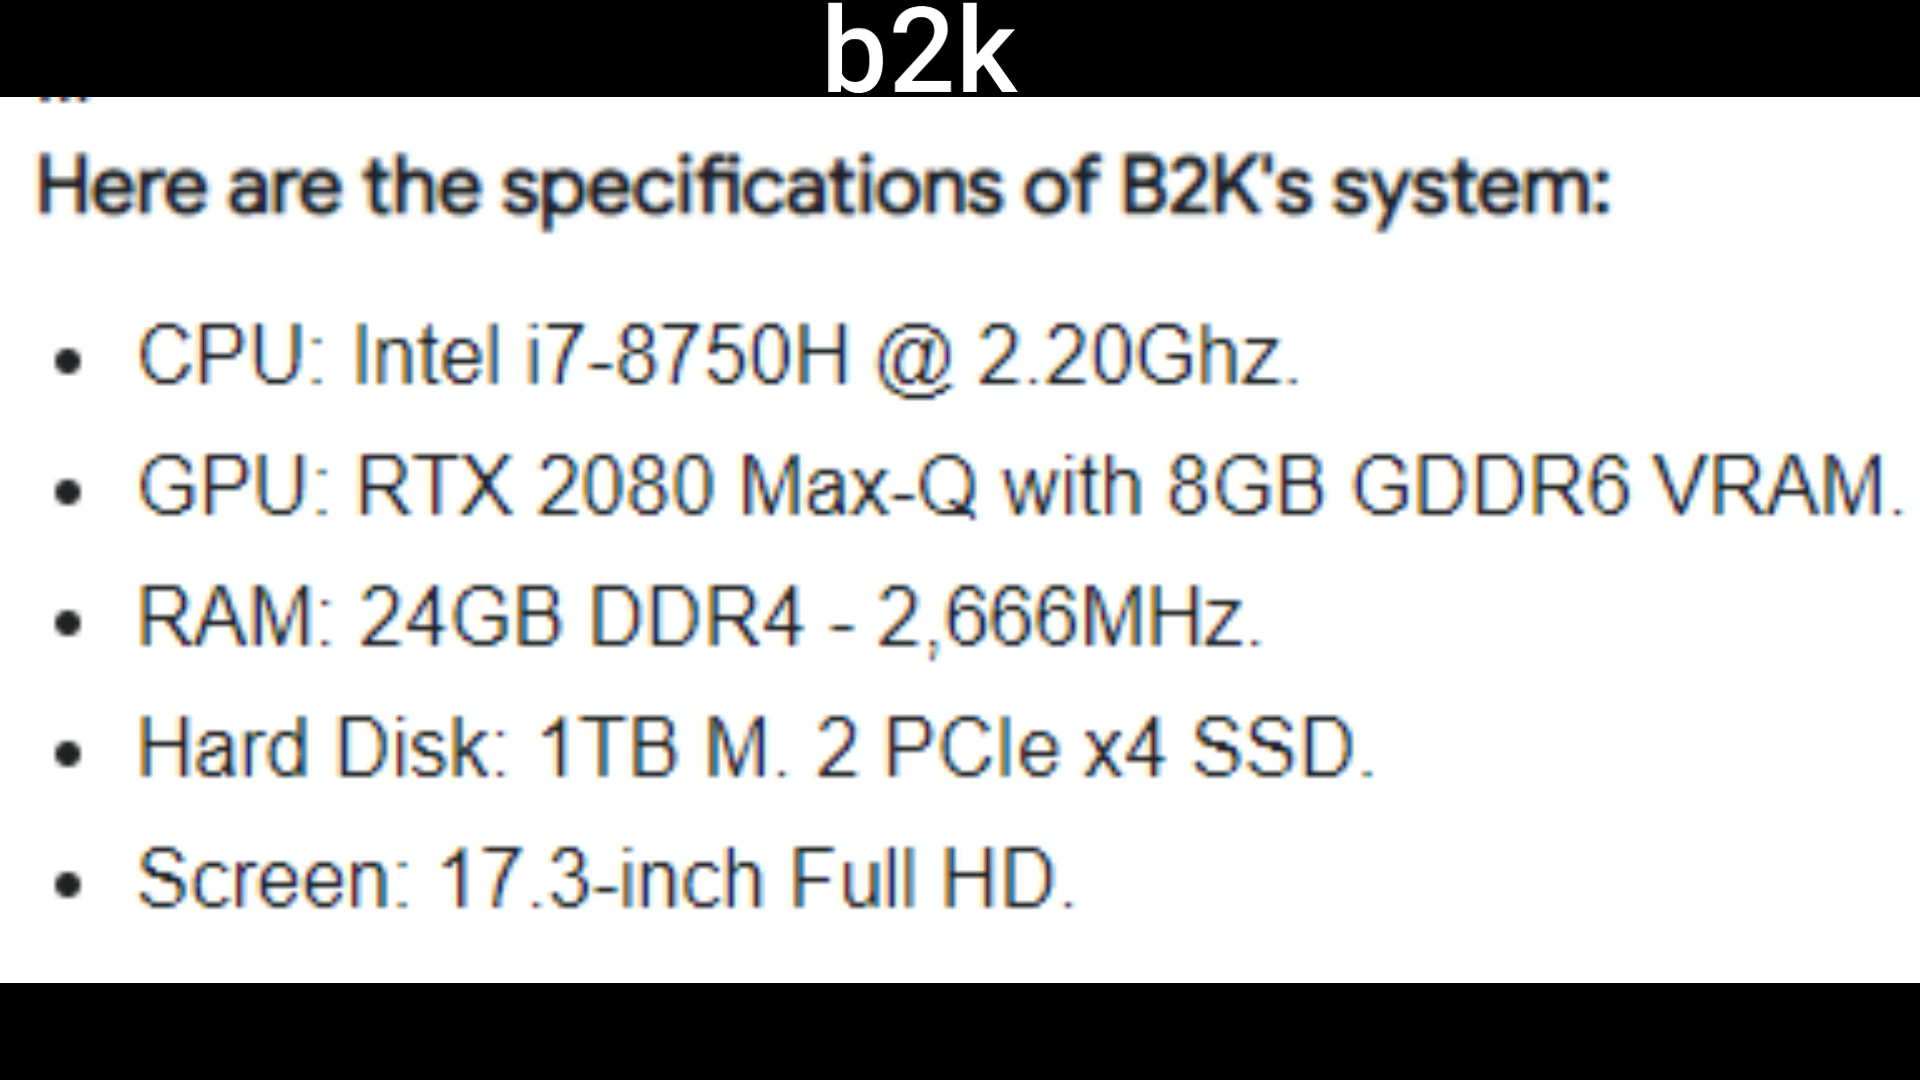 b2k
Here are the specifications of B2K's system:
• CPU: Intel i7-8750H @ 2.20Ghz.
• GPU: RTX 2080 Max-Q with 8GB GDDR6 VRAM.
• RAM: 24GB DDR4 - 2,666MHz.
• Hard Disk: 1TB M. 2 PCIe x4 SSD.
• Screen: 17.3-inch Full HD.